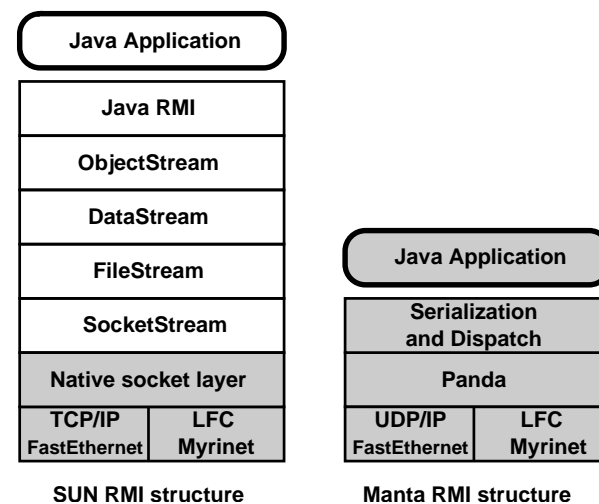 Java Application
Java RMI
ObjectStream
DataStream
FileStream
SocketStream
Native socket layer
TCP/IP
FastEthernet
LFC
Myrinet
SUN RMI structure
Java Application
Serialization
and Dispatch
Panda
UDP/IP
FastEthernet
LFC
Myrinet
Manta RMI structure